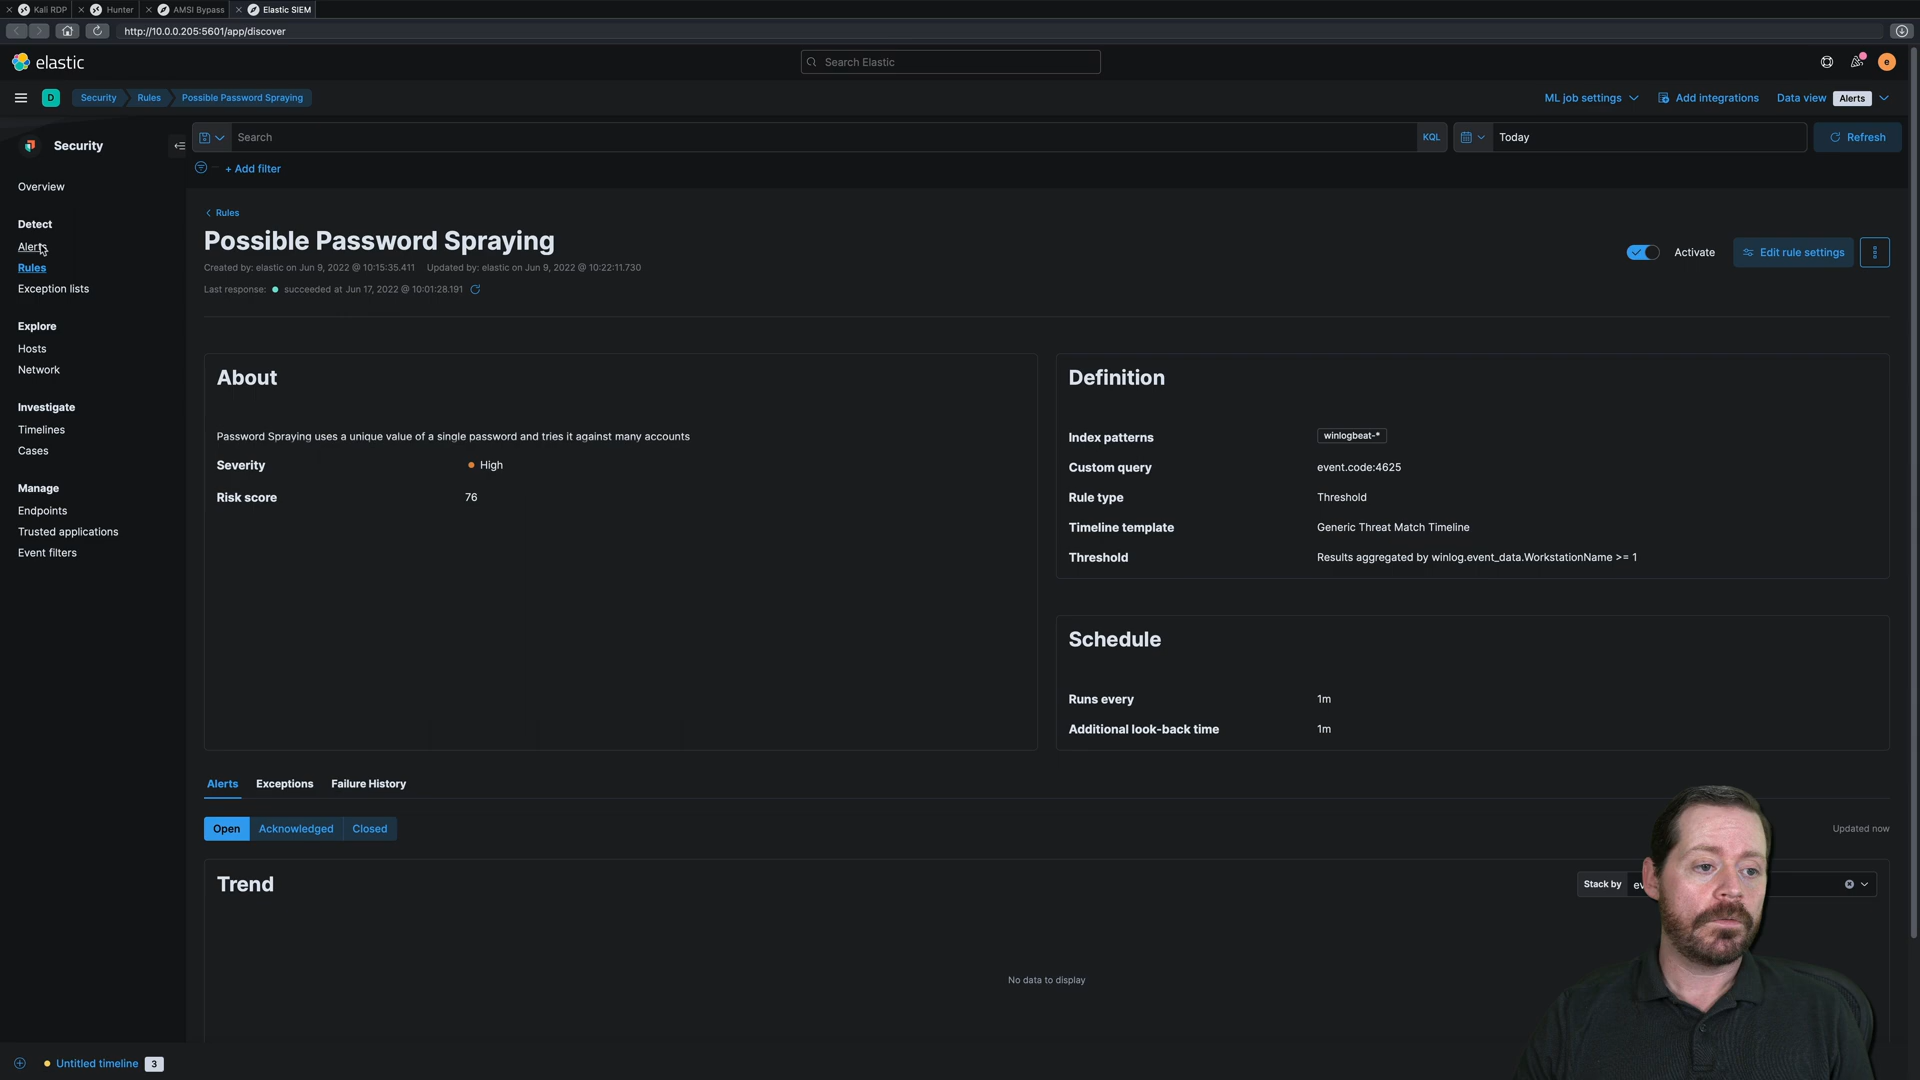 Kali RDP
Hunter
AMSI Bypass
Elastic SIEM
http://10.0.0.205:5601/app/discover
elastic
Search Elastic
e
D
Security
Rules
Possible Password Spraying
ML job settings
Add integrations
Data view
Alerts
Security
Search
KQL
Today
Refresh
+ Add filter
Overview
Detect
Alerts
Rules
Exception lists
Explore
Hosts
Network
Investigate
Timelines
Cases
Manage
Endpoints
Trusted applications
Event filters
Rules
Possible Password Spraying
Created by: elastic on Jun 9, 2022 @ 10:15:35.411 Updated by: elastic on Jun 9, 2022 @ 10:22:11.730
Last response: succeeded at Jun 17, 2022 @ 10:01:28.191
Activate
Edit rule settings
About
Password Spraying uses a unique value of a single password and tries it against many accounts
Severity High
Risk score 76
Definition
Index patterns winlogbeat-*
Custom query event.code:4625
Rule type Threshold
Timeline template Generic Threat Match Timeline
Threshold Results aggregated by winlog.event_data.WorkstationName >= 1
Schedule
Runs every 1m
Additional look-back time 1m
Alerts
Exceptions
Failure History
Open
Acknowledged
Closed
Updated now
Trend
Stack by
No data to display
Untitled timeline 3